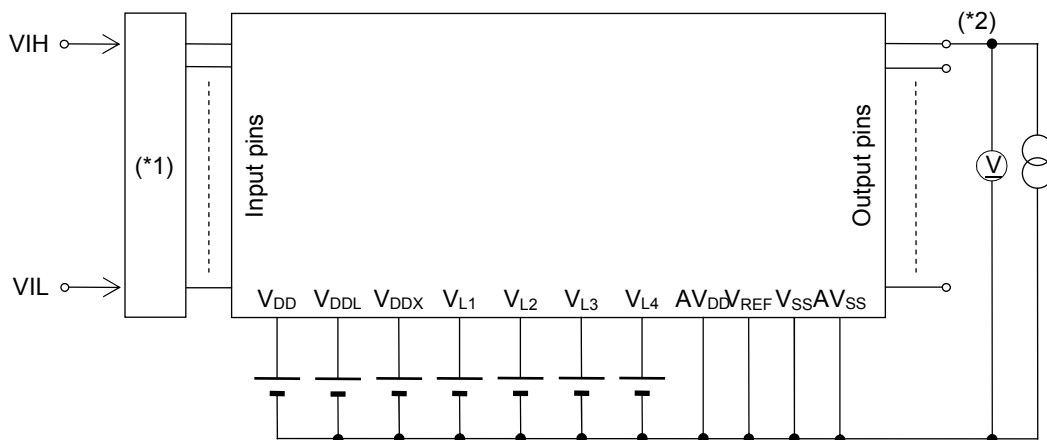 (*2)
VIH
(*1)
Input pins
Output pins
V
VIL
VDD VDDL VDDX VL1 VL2 VL3 VL4 AVDD VREF VSS AVSS